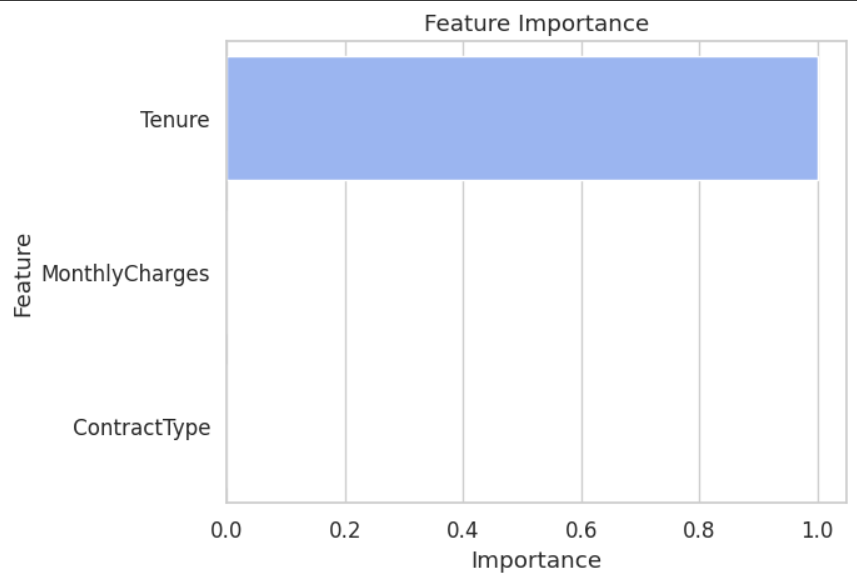 Feature Importance
Tenure
MonthlyCharges
ContractType
Feature
0.0 0.2 0.4 0.6 0.8 1.0
Importance